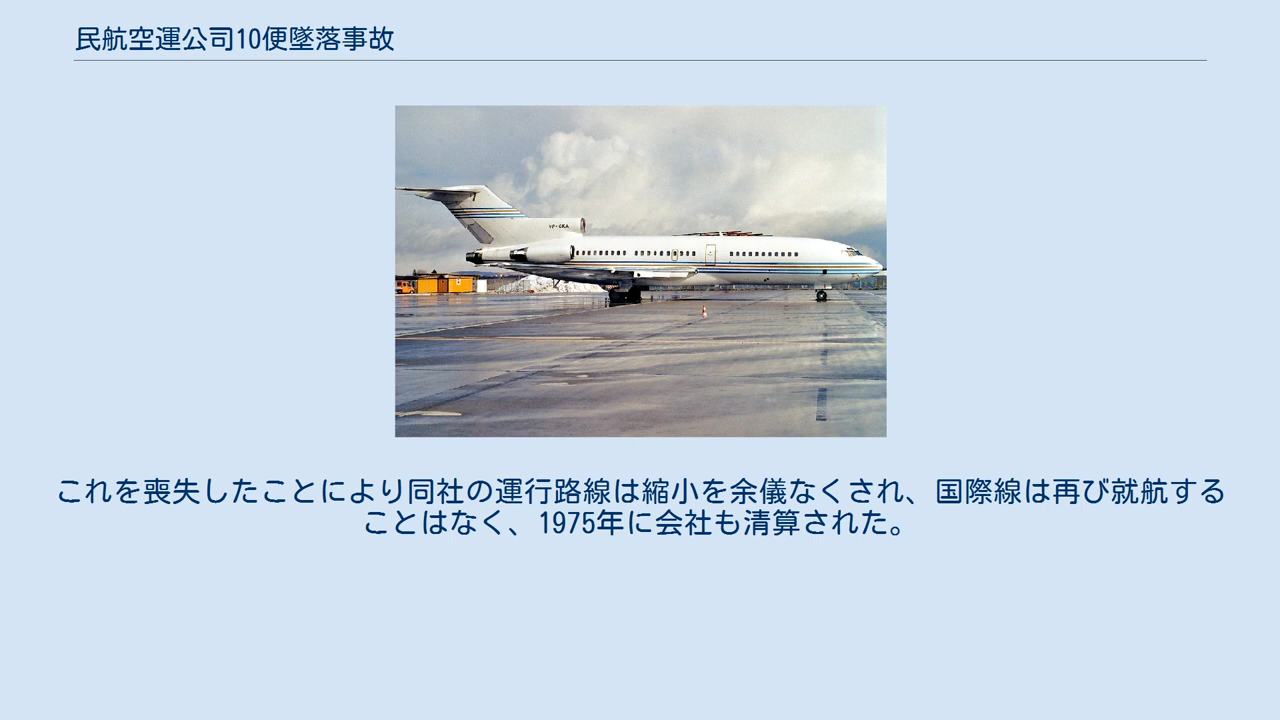 民航空運公司10便墜落事故
これを喪失したことにより同社の運行路線は縮小を余儀なくされ、国際線は再び就航する
ことはなく、1975年に会社も清算された。